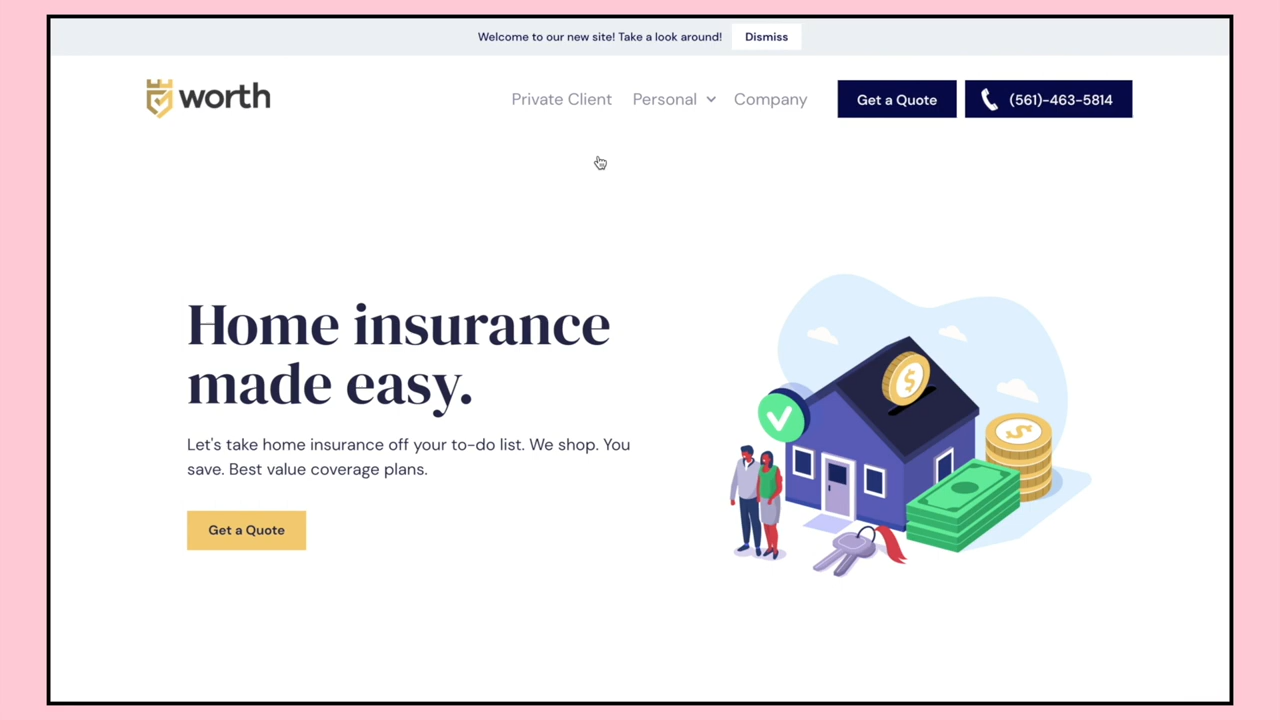 Welcome to our new site! Take a look around! Dismiss
worth Private Client Personal Company Get a Quote (561)-463-5814
Home insurance
made easy.
Let's take home insurance off your to-do list. We shop. You
save. Best value coverage plans.
Get a Quote